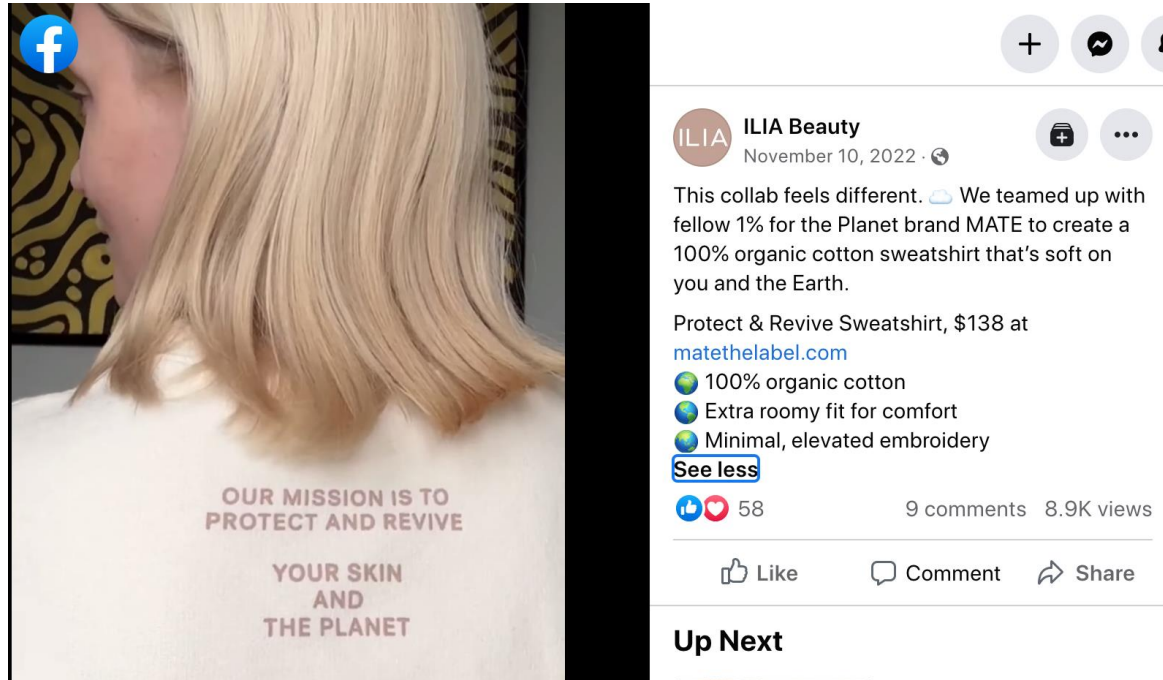 OUR MISSION IS TO
PROTECT AND REVIVE
YOUR SKIN
AND
THE PLANET
ILIA
ILIA Beauty
November 10, 2022 ·
This collab feels different. ☁️ We teamed up with
fellow 1% for the Planet brand MATE to create a
100% organic cotton sweatshirt that's soft on
you and the Earth.
Protect & Revive Sweatshirt, $138 at
matethelabel.com
🌍 100% organic cotton
🌎 Extra roomy fit for comfort
🌏 Minimal, elevated embroidery
See less
58 9 comments 8.9K views
Like Comment Share
Up Next